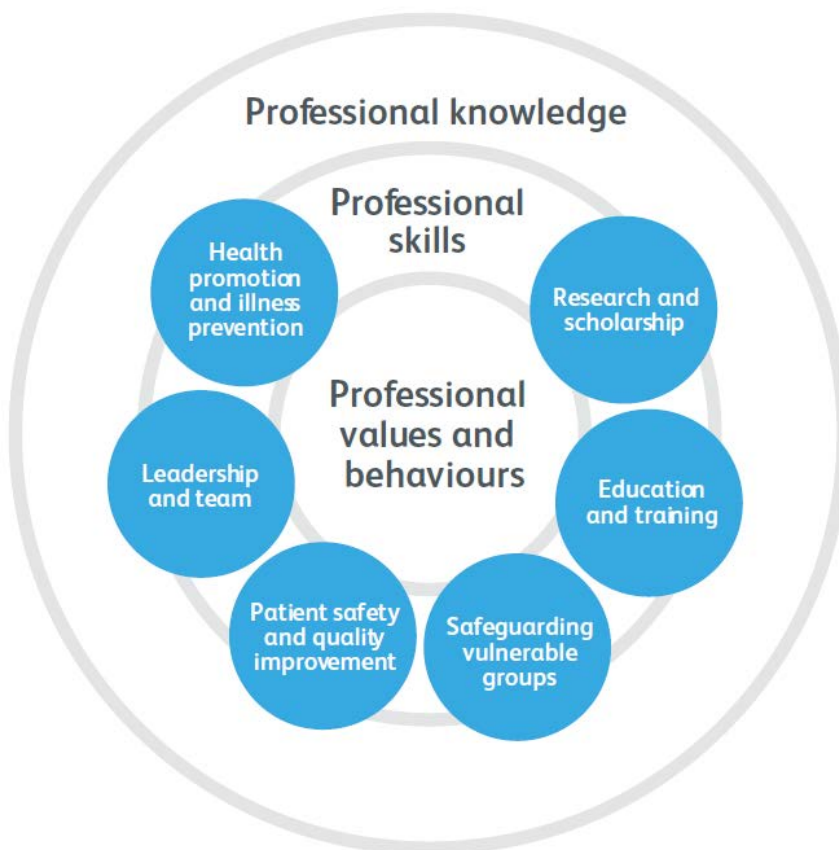 Professional knowledge
Professional
skills
Health
promotion
and illness
prevention
Research and
scholarship
Professional
values and
behaviours
Leadership
and team
Education
and training
Patient safety
and quality
improvement
Safeguarding
vulnerable
groups